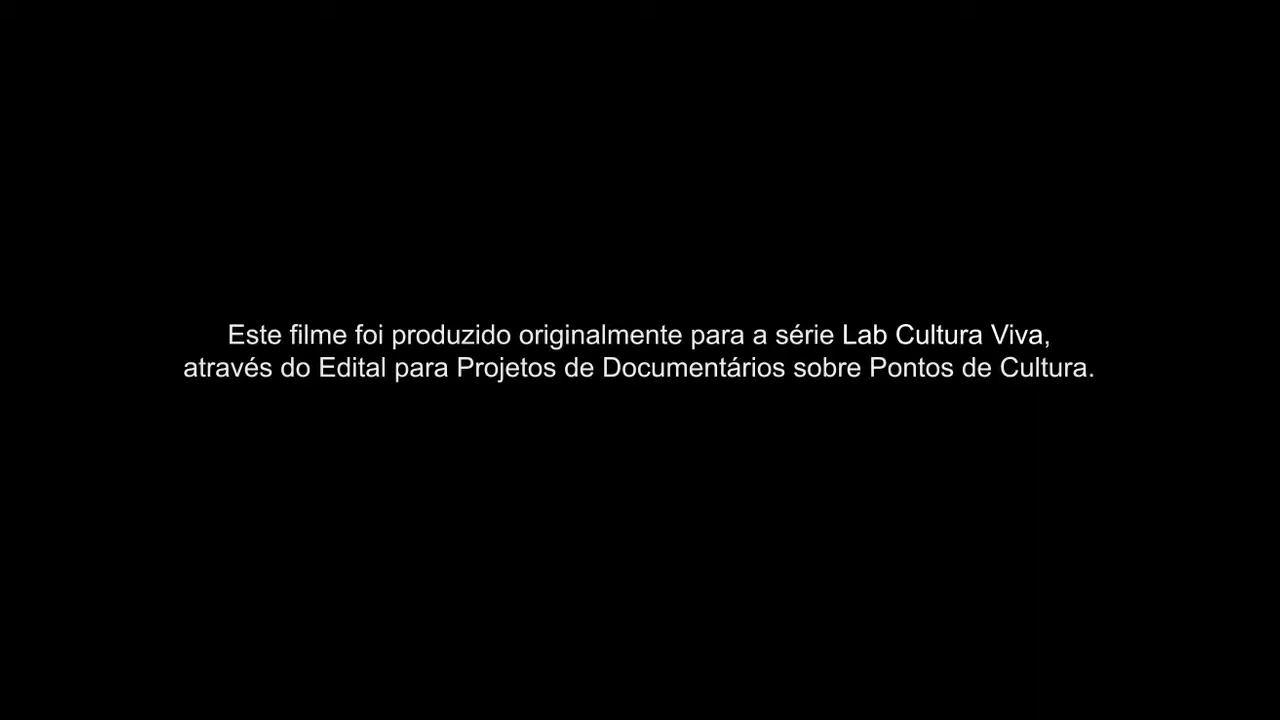 Este filme foi produzido originalmente para a série Lab Cultura Viva,
através do Edital para Projetos de Documentários sobre Pontos de Cultura.